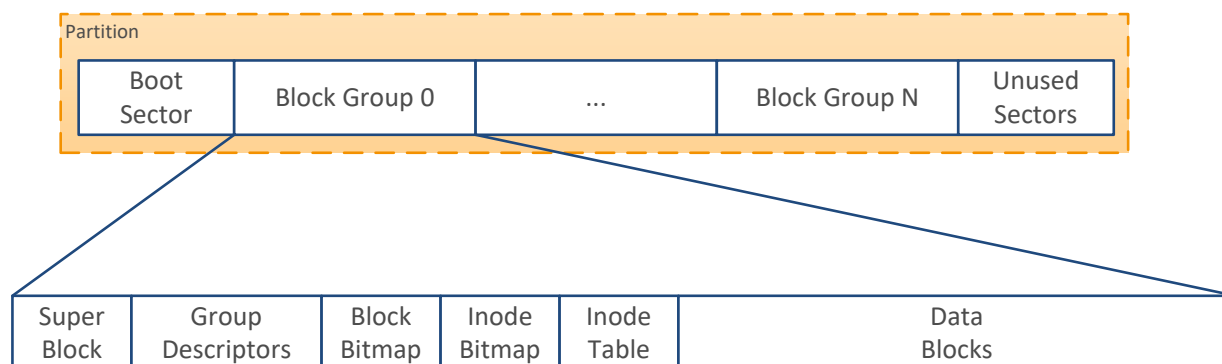 Partition
Boot
Sector
Block Group 0
...
Block Group N
Unused
Sectors
Super
Block
Group
Descriptors
Block
Bitmap
Inode
Bitmap
Inode
Table
Data
Blocks